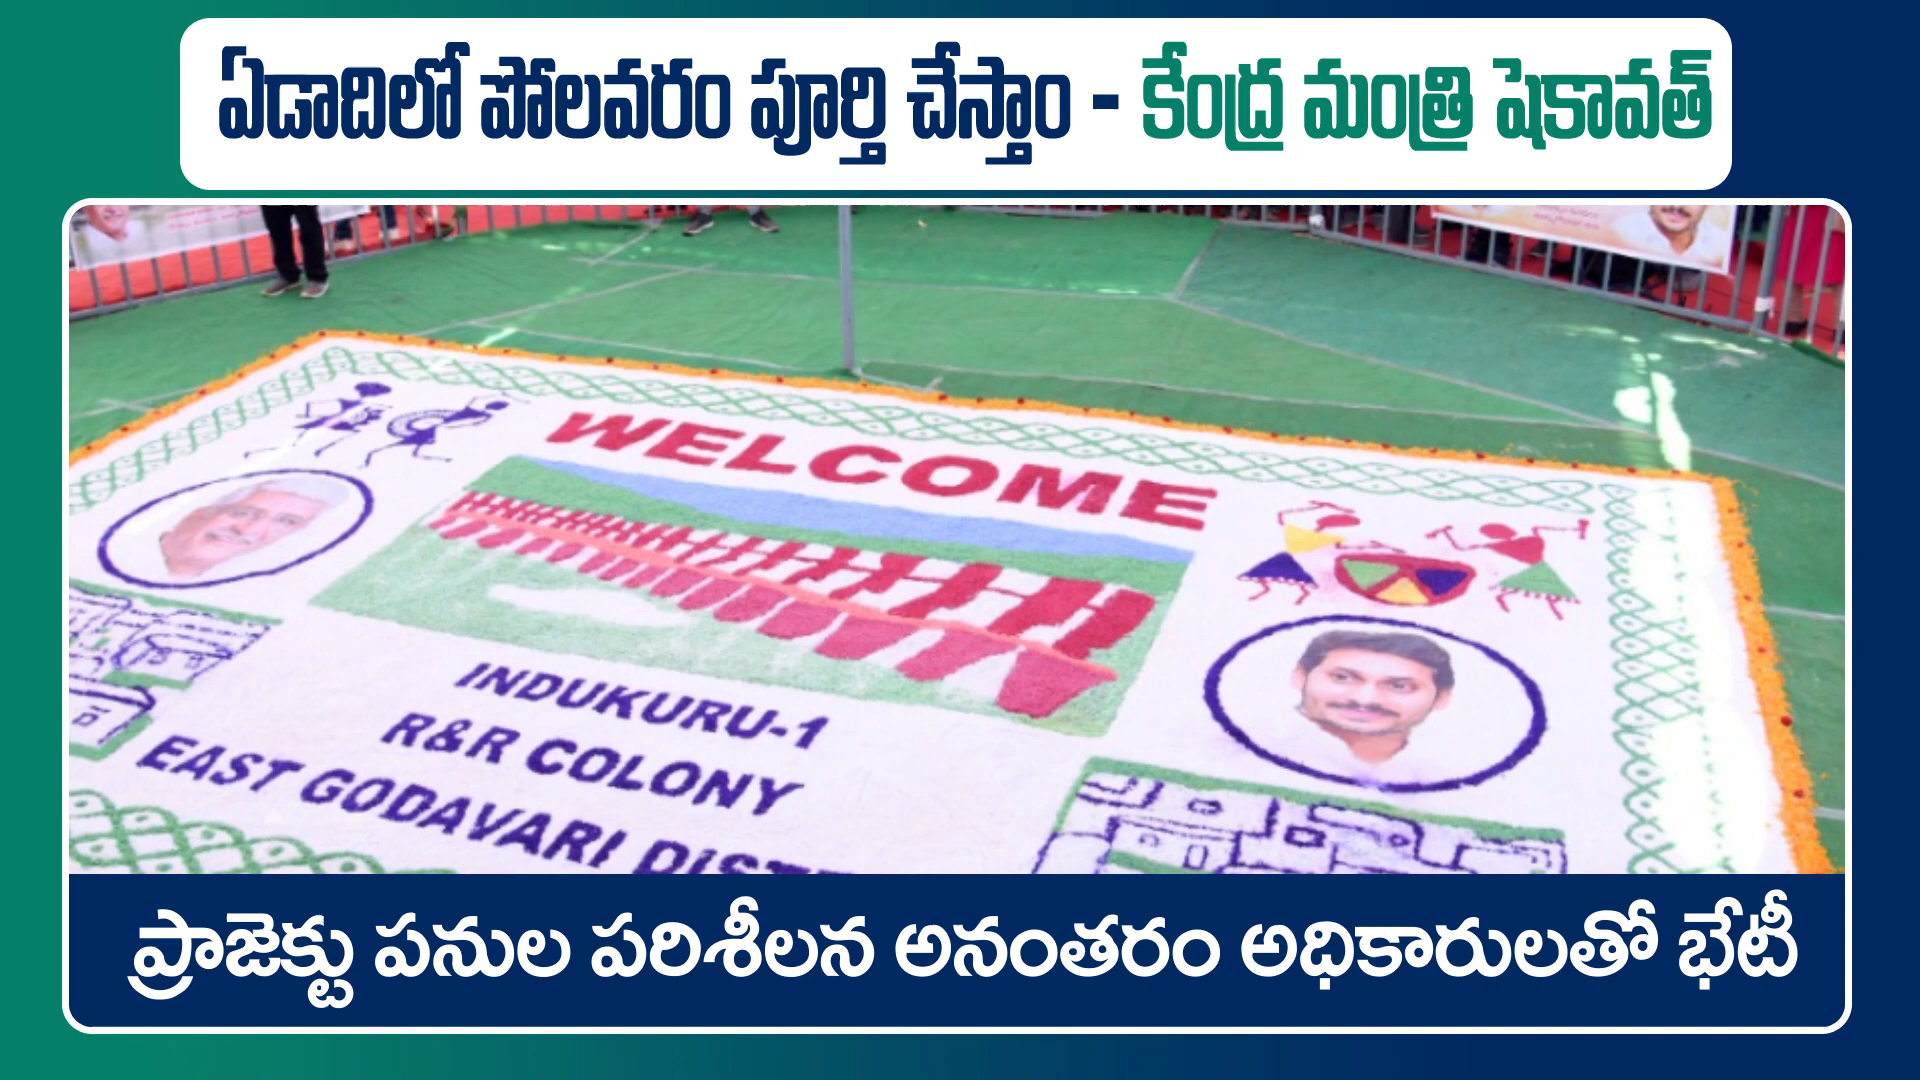 ఏడాదిలో పోలవరం పూర్తి చేస్తాం - కేంద్ర మంత్రి షెకావత్
WELCOME
INDUKURU-1
R&R COLONY
EAST GODAVARI
ప్రాజెక్టు పనుల పరిశీలన అనంతరం అధికారులతో భేటీ